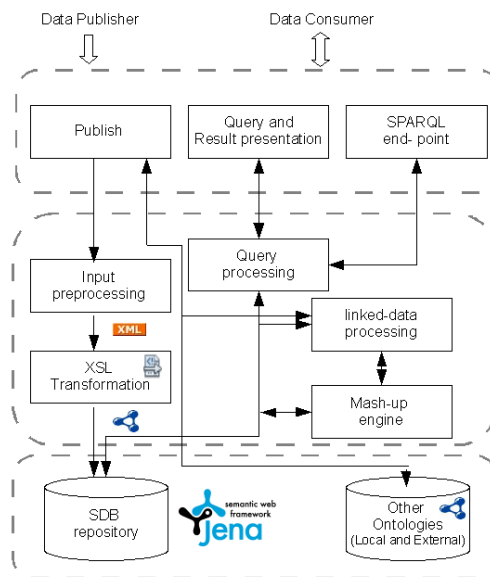 Data Publisher
Data Consumer
Publish
Query and
Result presentation
SPARQL
end- point
Query
processing
Input
preprocessing
XML
linked-data
processing
XSL
Transformation
Mash-up
engine
SDB
repository
semantic web
framework
jena
Other
Ontologies
(Local and External)